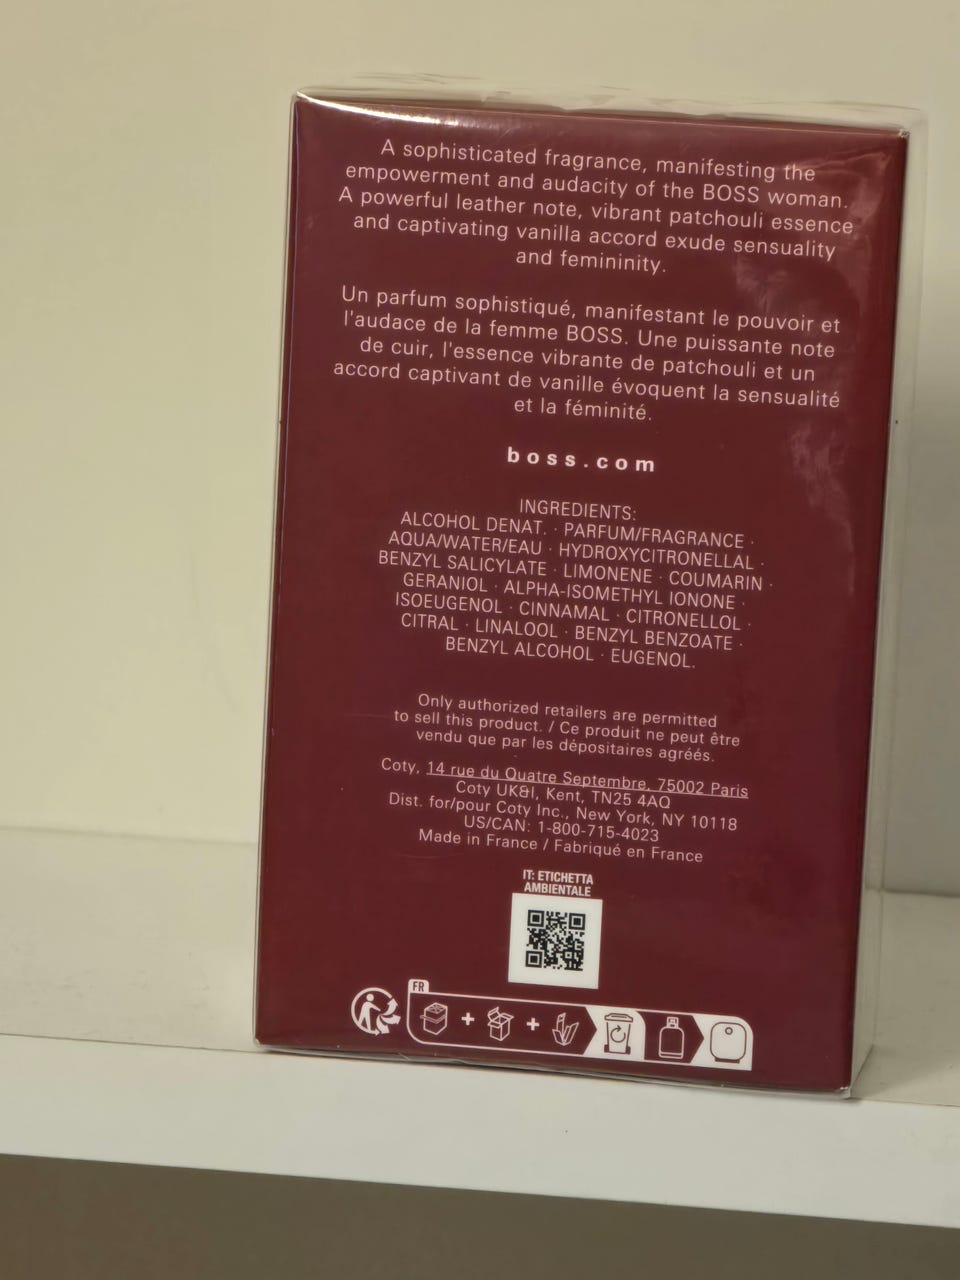 A sophisticated fragrance, manifesting the
empowerment and audacity of the BOSS woman.
A powerful leather note, vibrant patchouli essence
and captivating vanilla accord exude sensuality
and femininity.
Un parfum sophistiqué, manifestant le pouvoir et
l'audace de la femme BOSS. Une puissante note
de cuir, l'essence vibrante de patchouli et un
accord captivant de vanille évoquent la sensualité
et la féminité.
boss.com
INGREDIENTS:
ALCOHOL DENAT. · PARFUM/FRAGRANCE ·
AQUA/WATER/EAU · HYDROXYCITRONELLAL ·
BENZYL SALICYLATE · LIMONENE · COUMARIN ·
GERANIOL · ALPHA-ISOMETHYL IONONE ·
ISOEUGENOL · CINNAMAL · CITRONELLOL ·
CITRAL · LINALOOL · BENZYL BENZOATE ·
BENZYL ALCOHOL · EUGENOL.
Only authorized retailers are permitted
to sell this product. / Ce produit ne peut être
vendu que par les dépositaires agréés.
Coty, 14 rue du Quatre Septembre, 75002 Paris
Coty UK&I, Kent, TN25 4AQ
Dist. for/pour Coty Inc., New York, NY 10118
US/CAN: 1-800-715-4023
Made in France / Fabriqué en France
IT: ETICHETTA
AMBIENTALE
FR